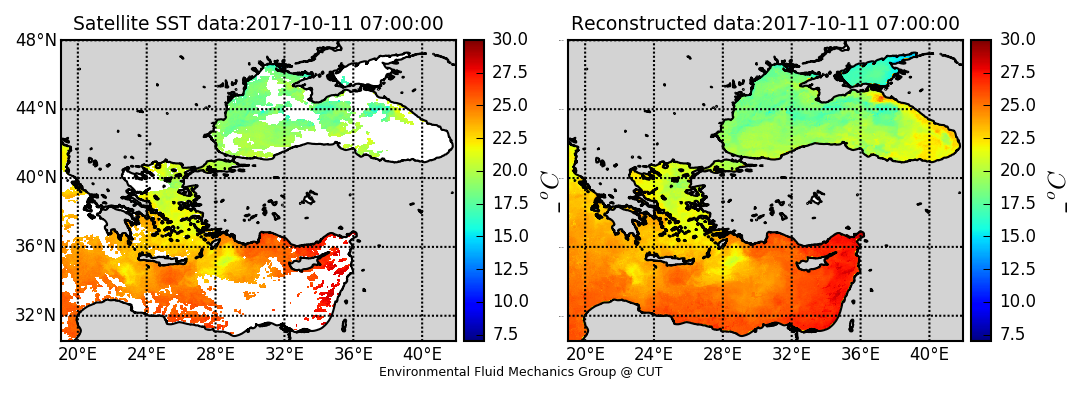 Satellite SST data:2017-10-11 07:00:00
Reconstructed data:2017-10-11 07:00:00
48°N
44°N
40°N
36°N
32°N
20°E 24°E 28°E 32°E 36°E 40°E
30.0
27.5
25.0
22.5
20.0
17.5
15.0
12.5
10.0
7.5
_°C
20°E 24°E 28°E 32°E 36°E 40°E
30.0
27.5
25.0
22.5
20.0
17.5
15.0
12.5
10.0
7.5
_°C
Environmental Fluid Mechanics Group @ CUT